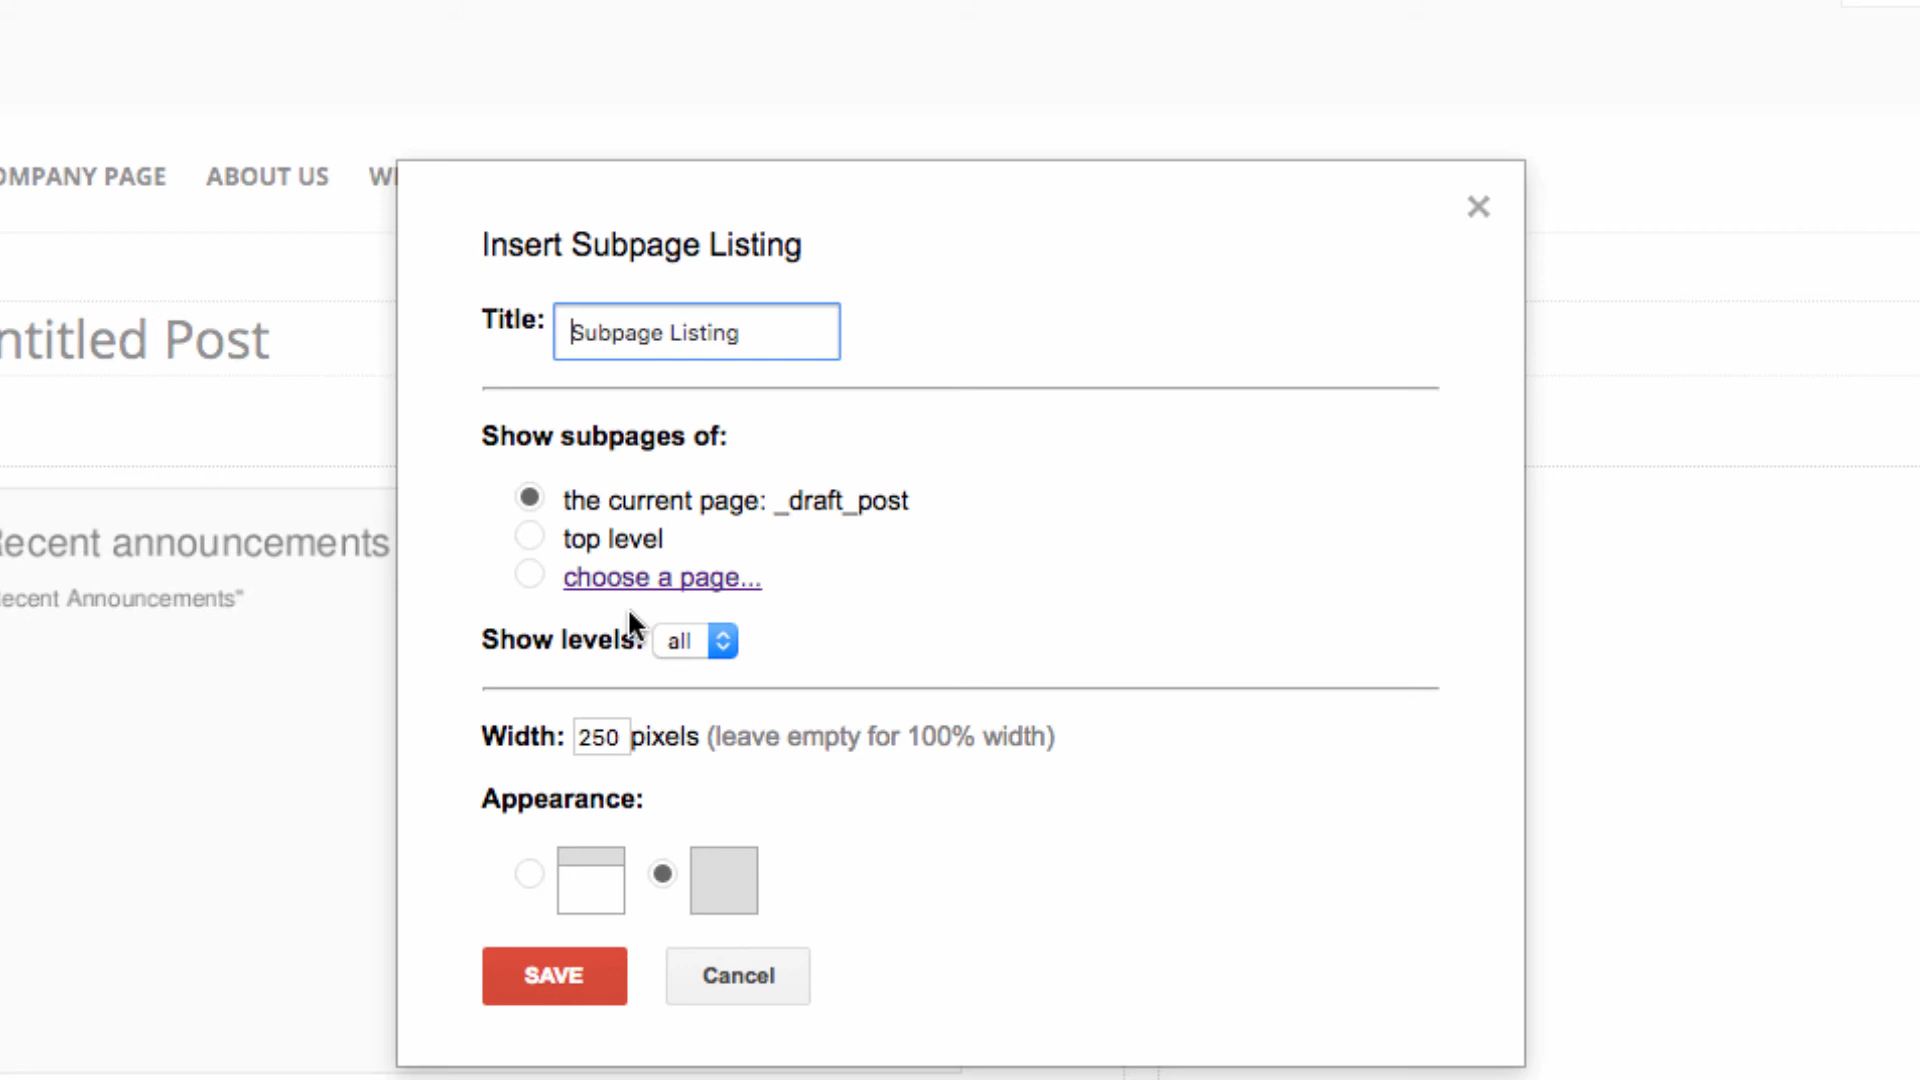 OMPANY PAGE ABOUT US
Insert Subpage Listing
Title: Subpage Listing
ntitled Post
Show subpages of:
the current page: _draft_post
top level
choose a page...
Recent announcements
ecent Announcements"
Show levels: all
Width: 250 pixels (leave empty for 100% width)
Appearance:
SAVE Cancel